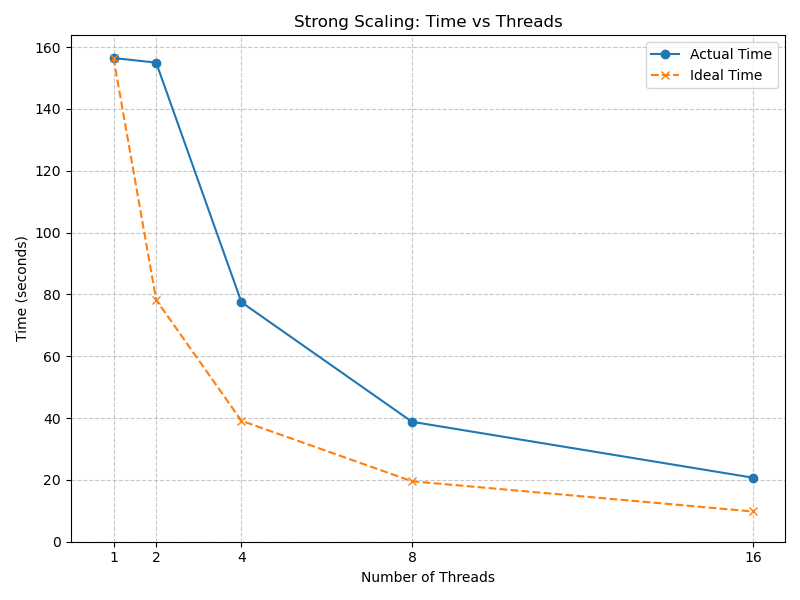 Strong Scaling: Time vs Threads
Actual Time
Ideal Time
Time (seconds)
160
140
120
100
80
60
40
20
0
1 2 4 8 16
Number of Threads